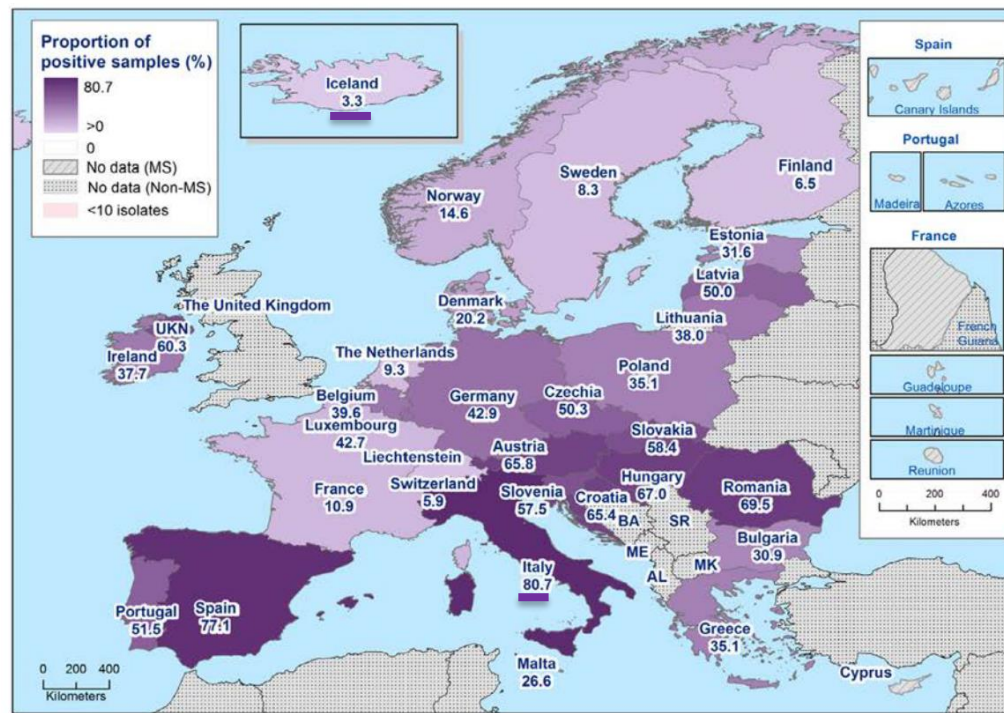 Proportion of
positive samples (%)
80.7
>0
0
No data (MS)
No data (Non-MS)
<10 isolates
Iceland
3.3
Norway
14.6
Sweden
8.3
Finland
6.5
Estonia
31.6
Latvia
50.0
Lithuania
38.0
Denmark
20.2
The United Kingdom
UKN
60.3
Ireland
37.7
The Netherlands
9.3
Belgium
39.6
Luxembourg
42.7
Germany
42.9
Poland
35.1
Czechia
50.3
Slovakia
58.4
Liechtenstein
Austria
65.8
Switzerland
5.9
France
10.9
Slovenia
57.5
Croatia
65.4
Hungary
67.0
Romania
69.5
BA
SR
Bulgaria
30.9
ME
MK
AL
Italy
80.7
Portugal
51.5
Spain
77.1
Greece
35.1
Malta
26.6
Cyprus
0 200 400
Kilometers
Spain
Canary Islands
Portugal
Madeira
Azores
France
French
Guiana
Guadeloupe
Martinique
Reunion
0 200 400
Kilometers